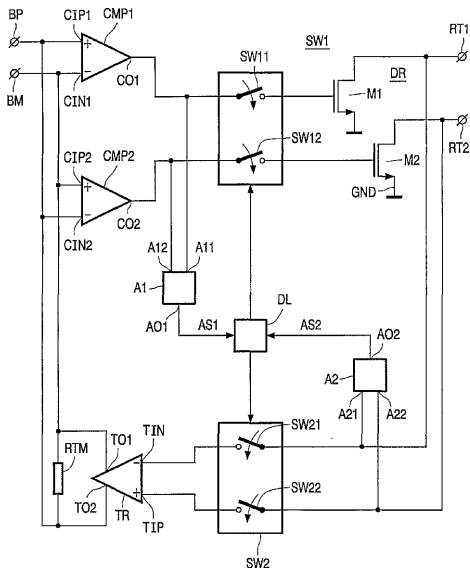 BP
CIP1
CMP1
SW1
RT1
SW11
DR
BM
CIN1
CO1
M1
SW12
RT2
CIP2
CMP2
M2
GND
CIN2
CO2
A12
A11
A1
DL
AO1
AS1
AS2
AO2
A2
A21
A22
RTM
TO1
TIN
SW21
TO2
TR
TIP
SW22
SW2
+
−
+
−
−
+